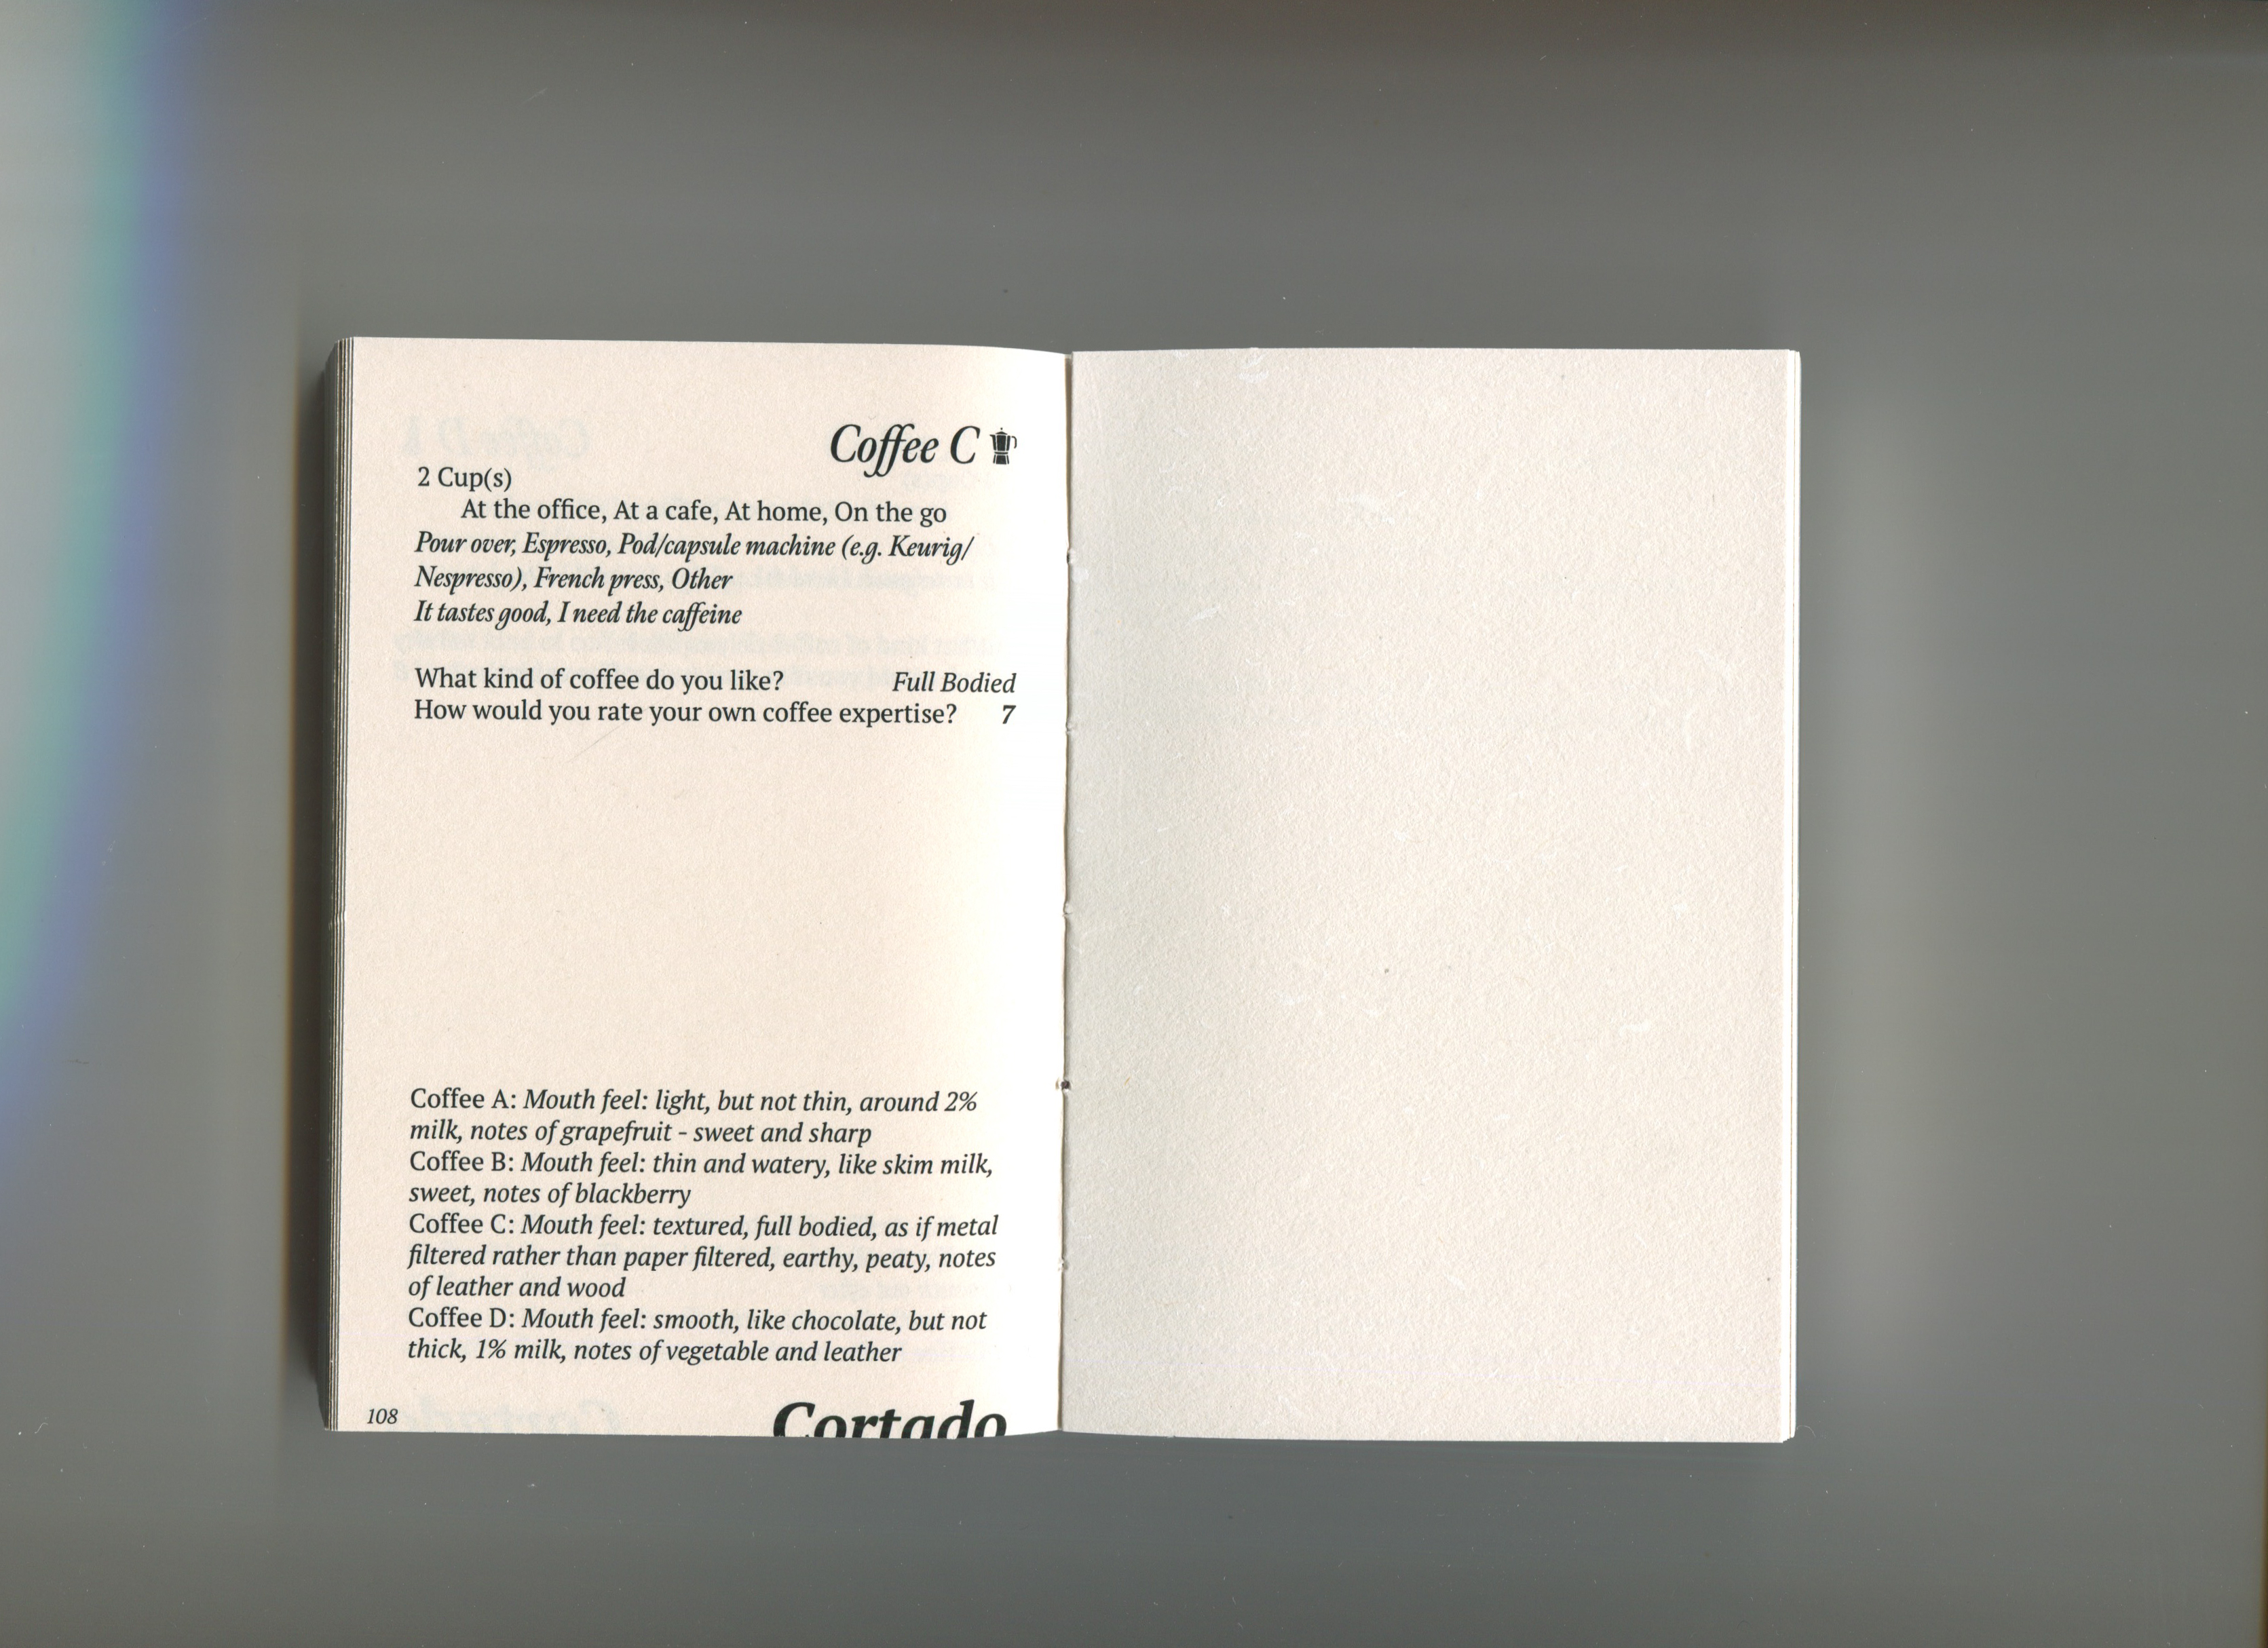 Coffee C
2 Cup(s)
At the office, At a cafe, At home, On the go
Pour over, Espresso, Pod/capsule machine (e.g. Keurig/
Nespresso), French press, Other
It tastes good, I need the caffeine
What kind of coffee do you like? Full Bodied
How would you rate your own coffee expertise? 7
Coffee A: Mouth feel: light, but not thin, around 2%
milk, notes of grapefruit - sweet and sharp
Coffee B: Mouth feel: thin and watery, like skim milk,
sweet, notes of blackberry
Coffee C: Mouth feel: textured, full bodied, as if metal
filtered rather than paper filtered, earthy, peaty, notes
of leather and wood
Coffee D: Mouth feel: smooth, like chocolate, but not
thick, 1% milk, notes of vegetable and leather
108
Cortado